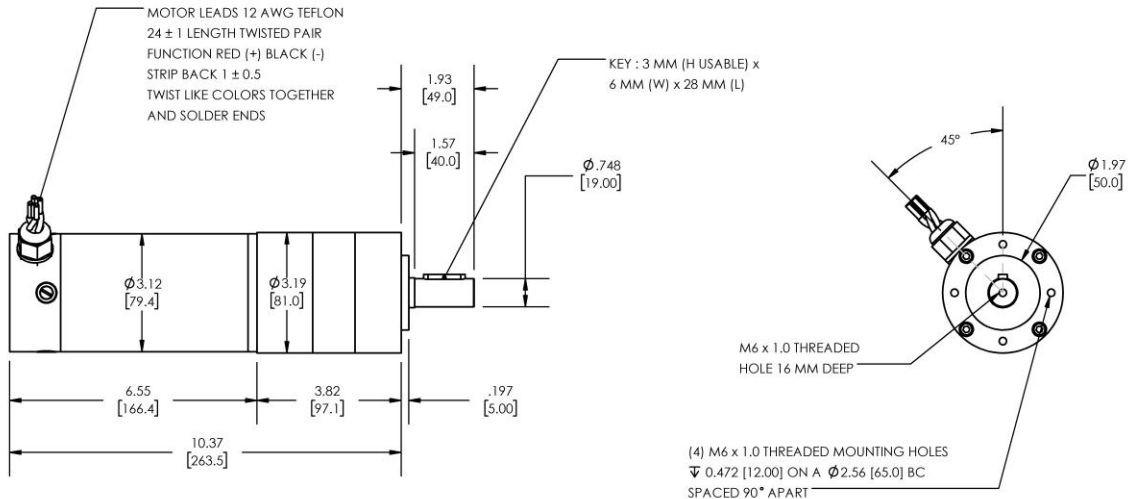 MOTOR LEADS 12 AWG TEFLON
24 ± 1 LENGTH TWISTED PAIR
FUNCTION RED (+) BLACK (-)
STRIP BACK 1 ± 0.5
TWIST LIKE COLORS TOGETHER
AND SOLDER ENDS
1.93
[49.0]
KEY : 3 MM (H USABLE) x
6 MM (W) x 28 MM (L)
1.57
[40.0]
Ø.748
[19.00]
45°
Ø1.97
[50.0]
Ø3.12
[79.4]
Ø3.19
[81.0]
M6 x 1.0 THREADED
HOLE 16 MM DEEP
6.55
[166.4]
3.82
[97.1]
.197
[5.00]
10.37
[263.5]
(4) M6 x 1.0 THREADED MOUNTING HOLES
↧ 0.472 [12.00] ON A Ø2.56 [65.0] BC
SPACED 90° APART